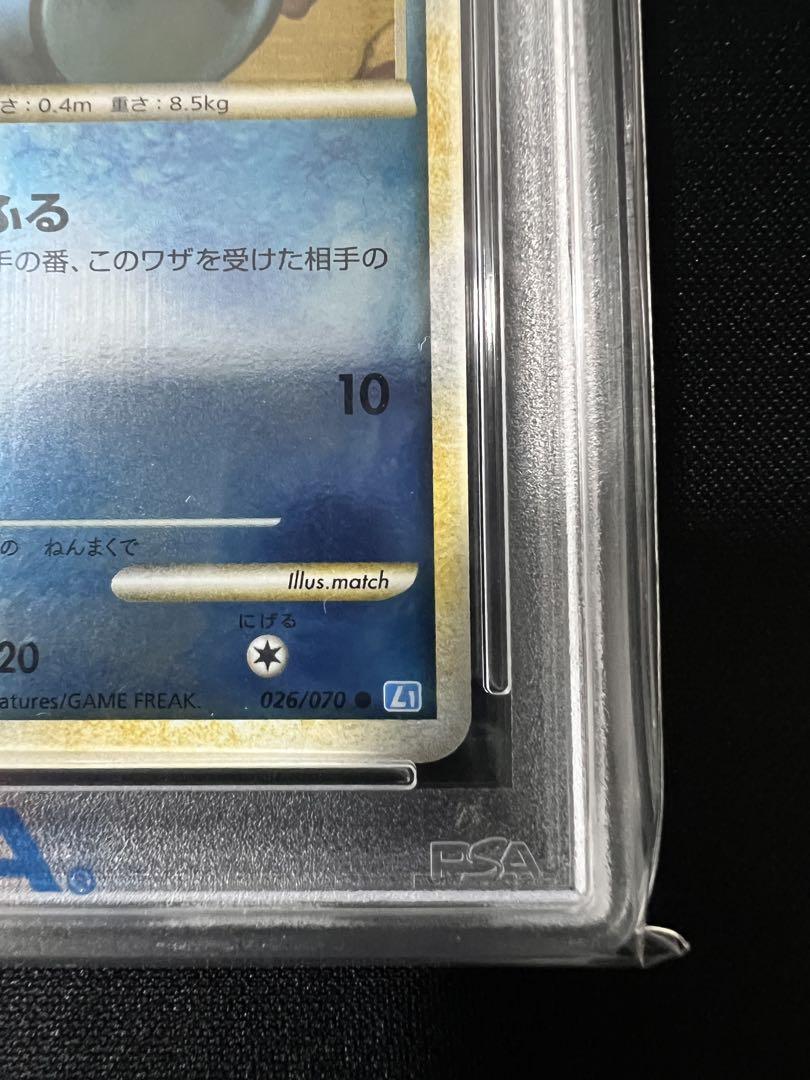 さ：0.4m 重さ：8.5kg
ふる
手の番、このワザを受けた相手の
10
の ねんまくで
Illus.match
にげる
20
atures/GAME FREAK.
026/070 ● L1
A®
PSA